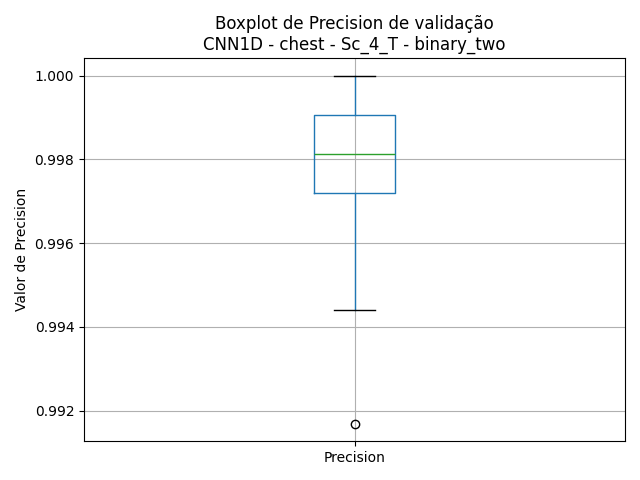 Boxplot de Precision de validação
CNN1D - chest - Sc_4_T - binary_two
Valor de Precision
1.000
0.998
0.996
0.994
0.992
Precision